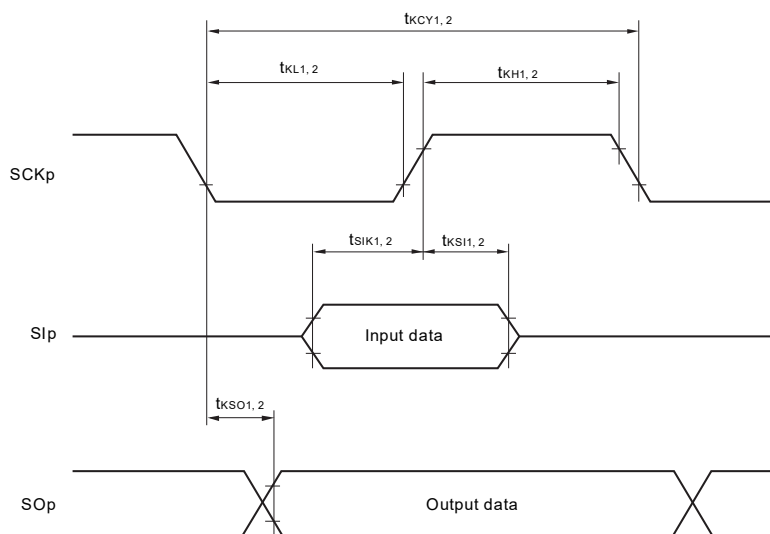 tKCY1, 2
tKL1, 2
tKH1, 2
SCKp
tSIK1, 2
tKSI1, 2
SIp
Input data
tKSO1, 2
SOp
Output data